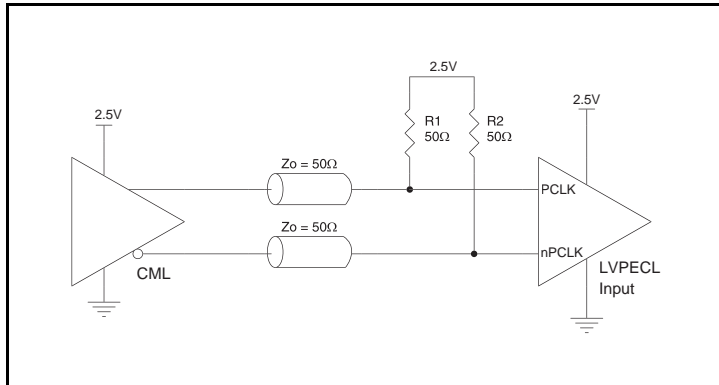 2.5V
2.5V
2.5V
R1
50Ω
R2
50Ω
Zo = 50Ω
PCLK
Zo = 50Ω
nPCLK
CML
LVPECL
Input